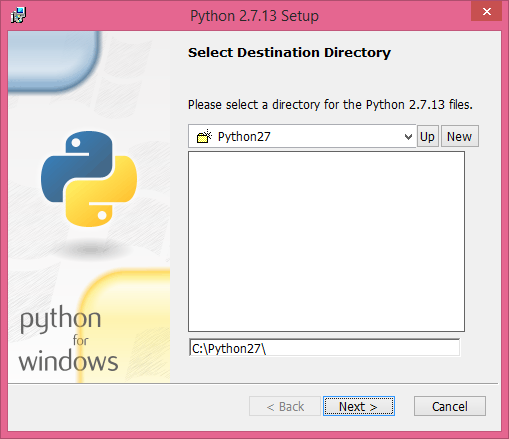 Python 2.7.13 Setup
Select Destination Directory
Please select a directory for the Python 2.7.13 files.
Python27
Up
New
C:\Python27\
python
for
windows
< Back
Next >
Cancel